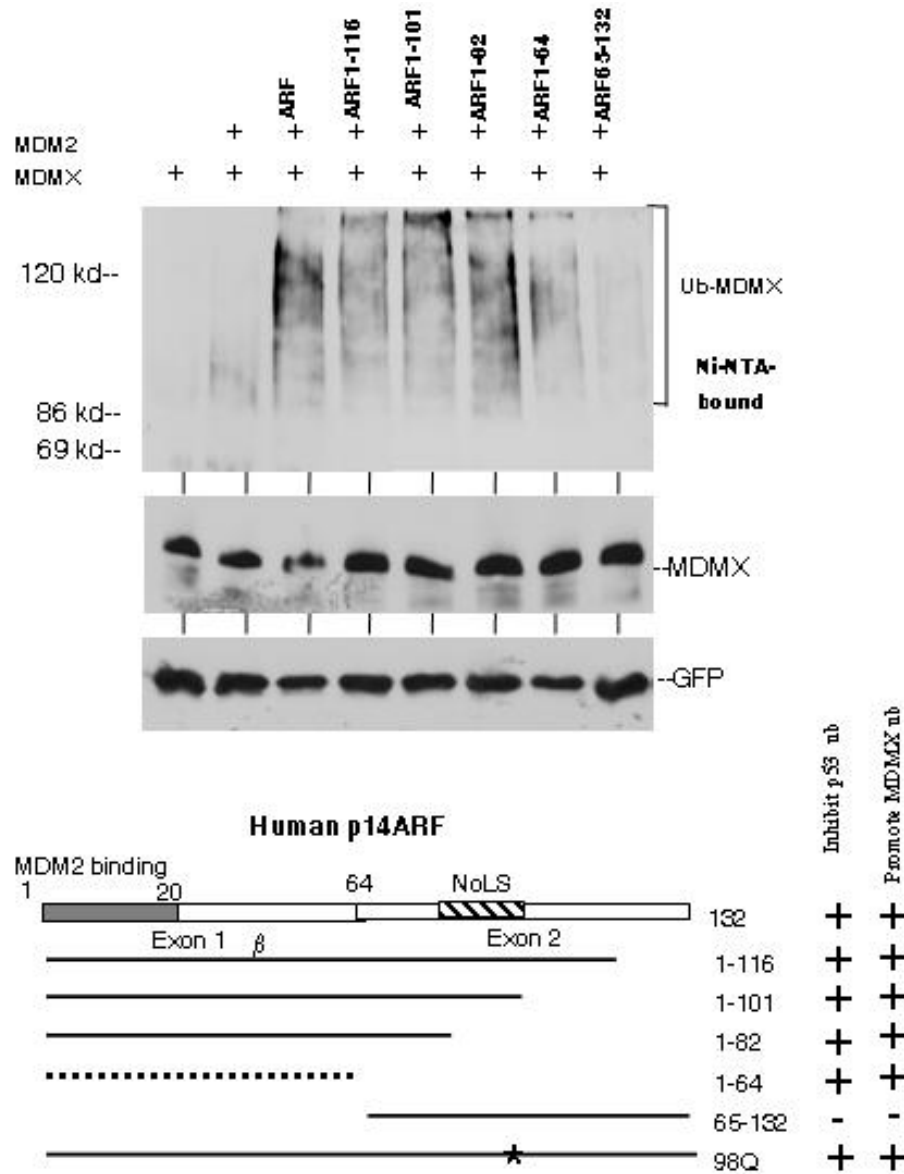 ARF
ARF1-116
ARF1-101
ARF1-82
ARF1-64
ARF65-132
MDM2 + + + + + + +
MDMX + + + + + + + +
120 kd--
86 kd--
69 kd--
Ub-MDMX
Ni-NTA-
bound
--MDMX
--GFP
Inhibit p53 ub
Promote MDMX ub
Human p14ARF
MDM2 binding
1 20 64 NoLS
132 + +
Exon 1 β Exon 2
1-116 + +
1-101 + +
1-82 + +
1-64 + +
65-132 - -
98Q + +